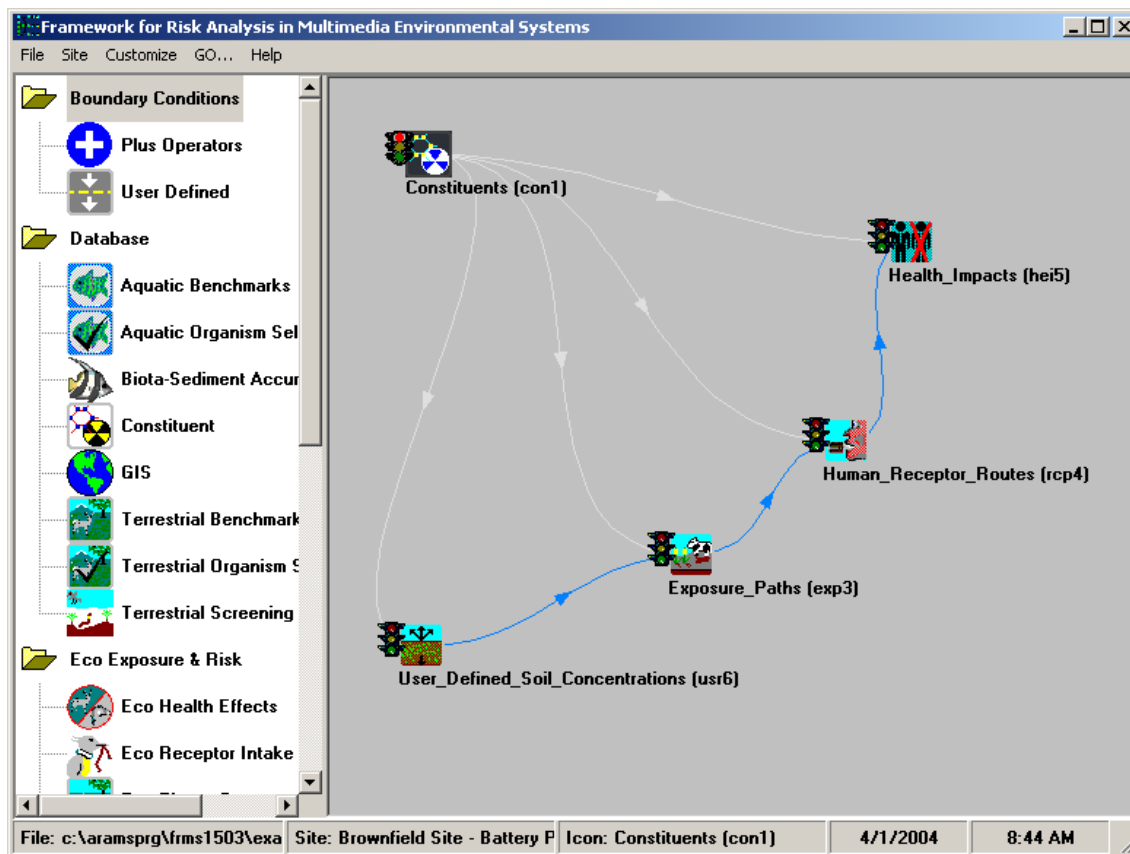 Framework for Risk Analysis in Multimedia Environmental Systems
File Site Customize GO... Help
Boundary Conditions
Plus Operators
User Defined
Database
Aquatic Benchmarks
Aquatic Organism Sel
Biota-Sediment Accur
Constituent
GIS
Terrestrial Benchmark
Terrestrial Organism S
Terrestrial Screening
Eco Exposure & Risk
Eco Health Effects
Eco Receptor Intake
Constituents (con1)
Health_Impacts (hei5)
Human_Receptor_Routes (rcp4)
Exposure_Paths (exp3)
User_Defined_Soil_Concentrations (usr6)
File: c:\aramsprg\frms1503\exa Site: Brownfield Site - Battery P Icon: Constituents (con1) 4/1/2004 8:44 AM